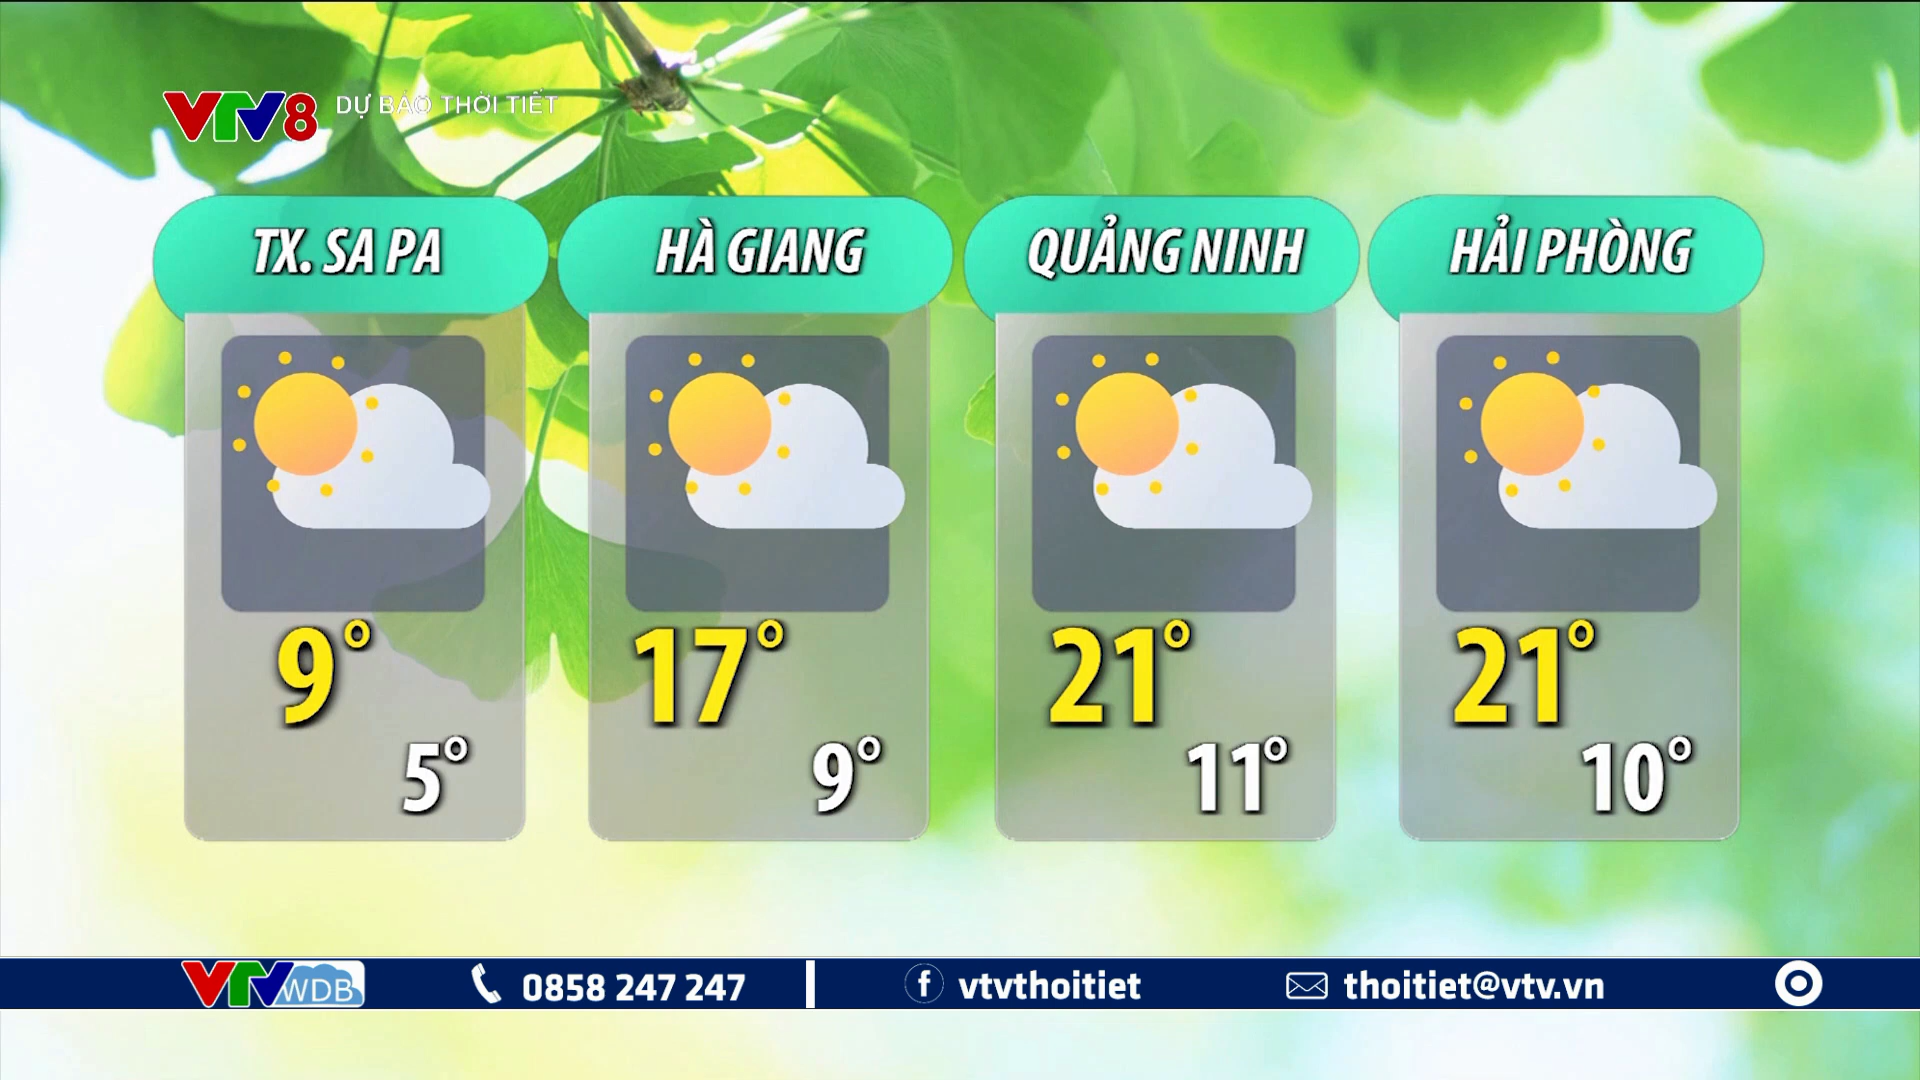 VTV8 DỰ BÁO THỜI TIẾT
TX. SA PA
HÀ GIANG
QUẢNG NINH
HẢI PHÒNG
9°
5°
17°
9°
21°
11°
21°
10°
VTV WDB 0858 247 247 vtvthoitiet thoitiet@vtv.vn